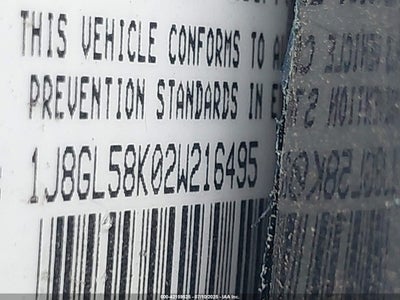 THIS VEHICLE CONFORMS TO A
PREVENTION STANDARDS IN E
1J8GL58K02W216495